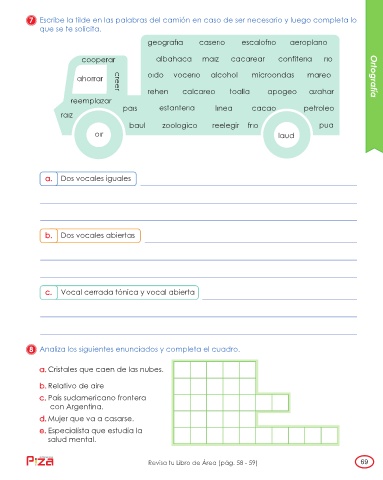 7 Escribe la tilde en las palabras del camión en caso de ser necesario y luego completa lo
que se te solicita.
geografia caseno escalofrio aeroplano
cooperar albahaca maiz cacarear confiteria rio
ahorrar creer oido vocerio alcohol microondas mareo
rehen calcareo toalla apogeo azahar
reemplazar
pais estanteria linea cacao petroleo
raiz
baul zoologico reelegir frio pua
oir laud
Ortografía
a. Dos vocales iguales
b. Dos vocales abiertas
c. Vocal cerrada tónica y vocal abierta
8 Analiza los siguientes enunciados y completa el cuadro.
a. Cristales que caen de las nubes.
b. Relativo de aire
c. País sudamericano frontera
con Argentina.
d. Mujer que va a casarse.
e. Especialista que estudia la
salud mental.
Revisa tu Libro de Área (pág. 58 - 59)
69